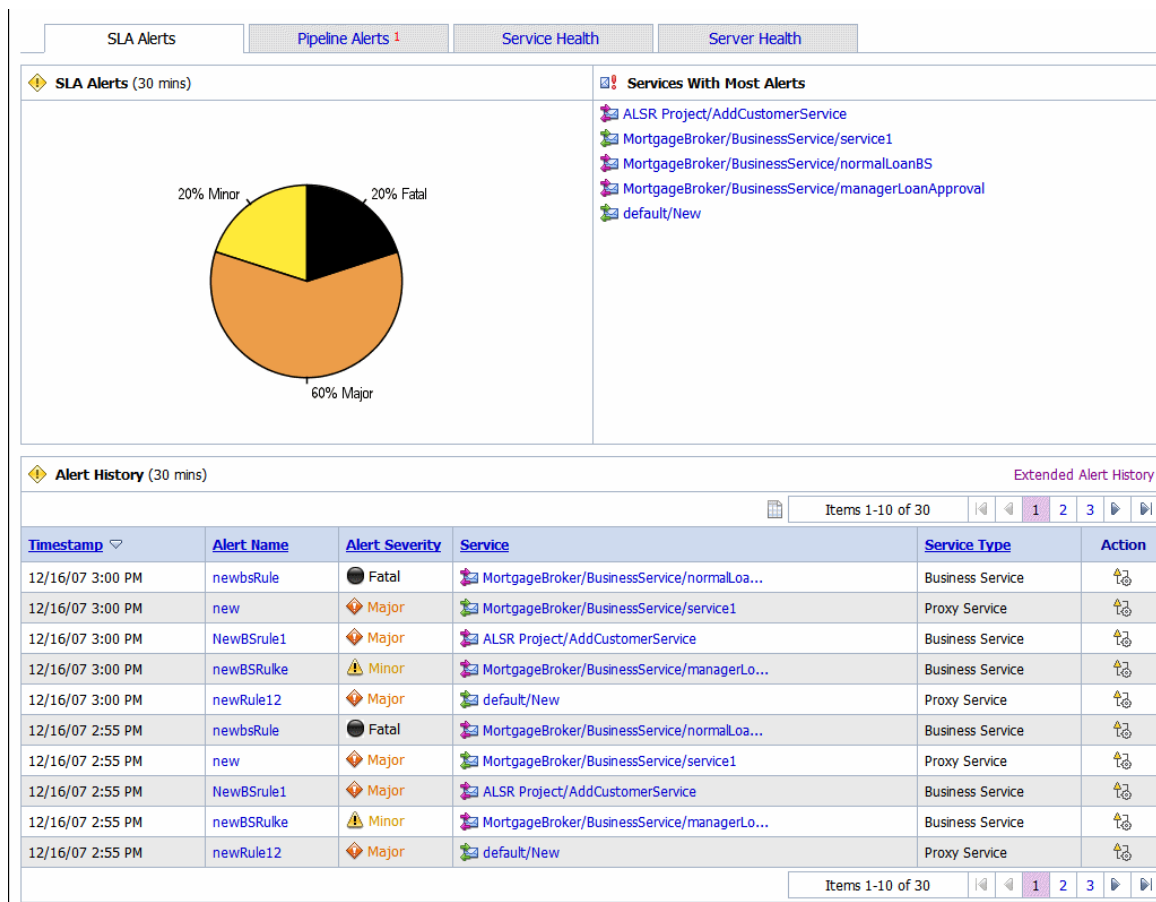 SLA Alerts Pipeline Alerts 1 Service Health Server Health
SLA Alerts (30 mins)
20% Minor 20% Fatal
60% Major
Services With Most Alerts
ALSR Project/AddCustomerService
MortgageBroker/BusinessService/service1
MortgageBroker/BusinessService/normalLoanBS
MortgageBroker/BusinessService/managerLoanApproval
default/New
Alert History (30 mins) Extended Alert History
Items 1-10 of 30 1 2 3
Timestamp Alert Name Alert Severity Service Service Type Action
12/16/07 3:00 PM newbsRule Fatal MortgageBroker/BusinessService/normalLoa... Business Service
12/16/07 3:00 PM new Major MortgageBroker/BusinessService/service1 Proxy Service
12/16/07 3:00 PM NewBSrule1 Major ALSR Project/AddCustomerService Business Service
12/16/07 3:00 PM newBSRulke Minor MortgageBroker/BusinessService/managerLo... Business Service
12/16/07 3:00 PM newRule12 Major default/New Proxy Service
12/16/07 2:55 PM newbsRule Fatal MortgageBroker/BusinessService/normalLoa... Business Service
12/16/07 2:55 PM new Major MortgageBroker/BusinessService/service1 Proxy Service
12/16/07 2:55 PM NewBSrule1 Major ALSR Project/AddCustomerService Business Service
12/16/07 2:55 PM newBSRulke Minor MortgageBroker/BusinessService/managerLo... Business Service
12/16/07 2:55 PM newRule12 Major default/New Proxy Service
Items 1-10 of 30 1 2 3